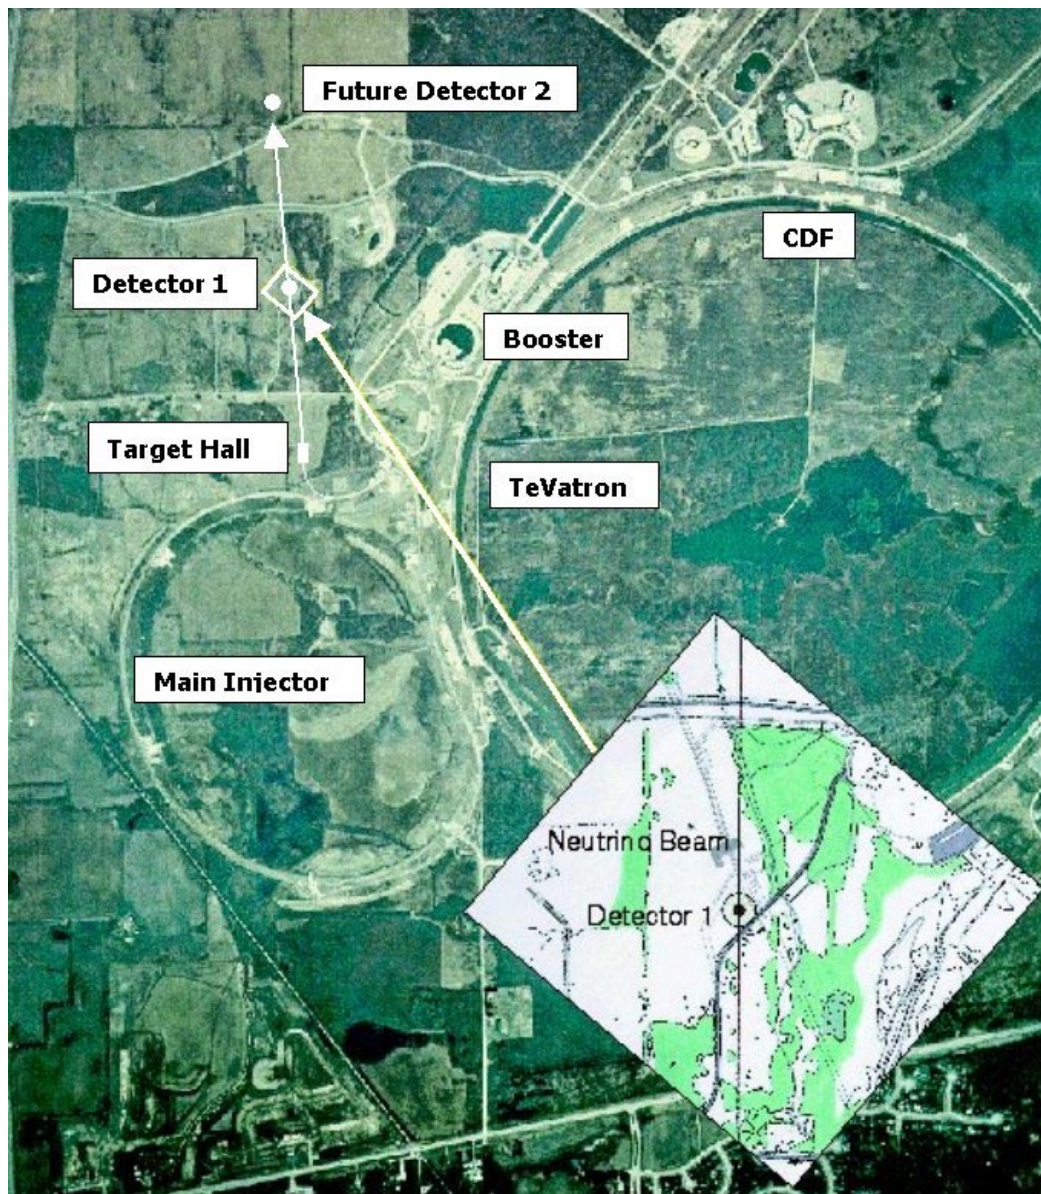 Future Detector 2
CDF
Detector 1
Booster
Target Hall
TeVatron
Main Injector
Neutrino Beam
Detector 1